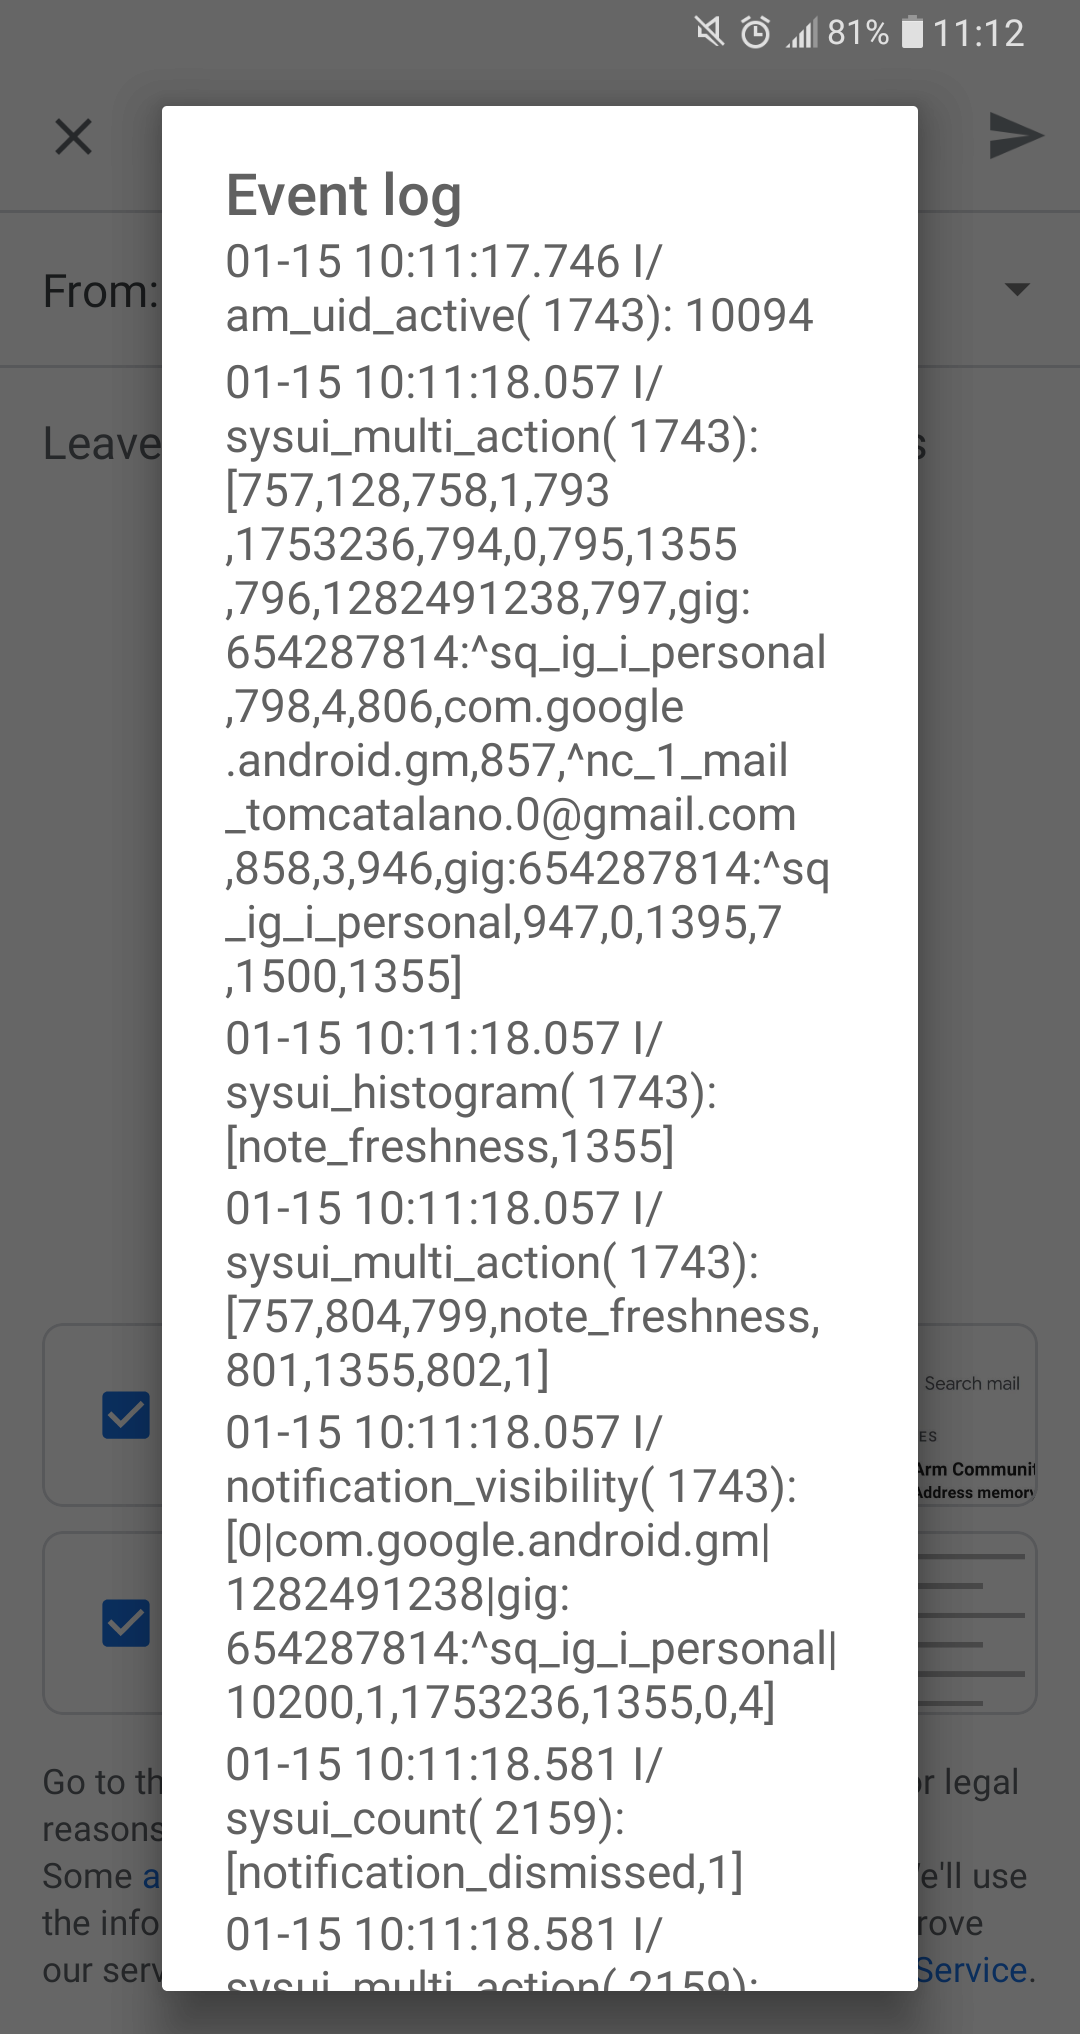 81% 11:12
Event log
01-15 10:11:17.746 I/
am_uid_active( 1743): 10094
01-15 10:11:18.057 I/
sysui_multi_action( 1743):
[757,128,758,1,793
,1753236,794,0,795,1355
,796,1282491238,797,gig:
654287814:^sq_ig_i_personal
,798,4,806,com.google
.android.gm,857,^nc_1_mail
_tomcatalano.0@gmail.com
,858,3,946,gig:654287814:^sq
_ig_i_personal,947,0,1395,7
,1500,1355]
01-15 10:11:18.057 I/
sysui_histogram( 1743):
[note_freshness,1355]
01-15 10:11:18.057 I/
sysui_multi_action( 1743):
[757,804,799,note_freshness,
801,1355,802,1]
01-15 10:11:18.057 I/
notification_visibility( 1743):
[0|com.google.android.gm|
1282491238|gig:
654287814:^sq_ig_i_personal|
10200,1,1753236,1355,0,4]
01-15 10:11:18.581 I/
sysui_count( 2159):
[notification_dismissed,1]
01-15 10:11:18.581 I/
sysui_multi_action( 2159):
From:
Leave
Search mail
Arm
Address
Go to
or legal
reasons
Some
We'll use
the
our
Service.